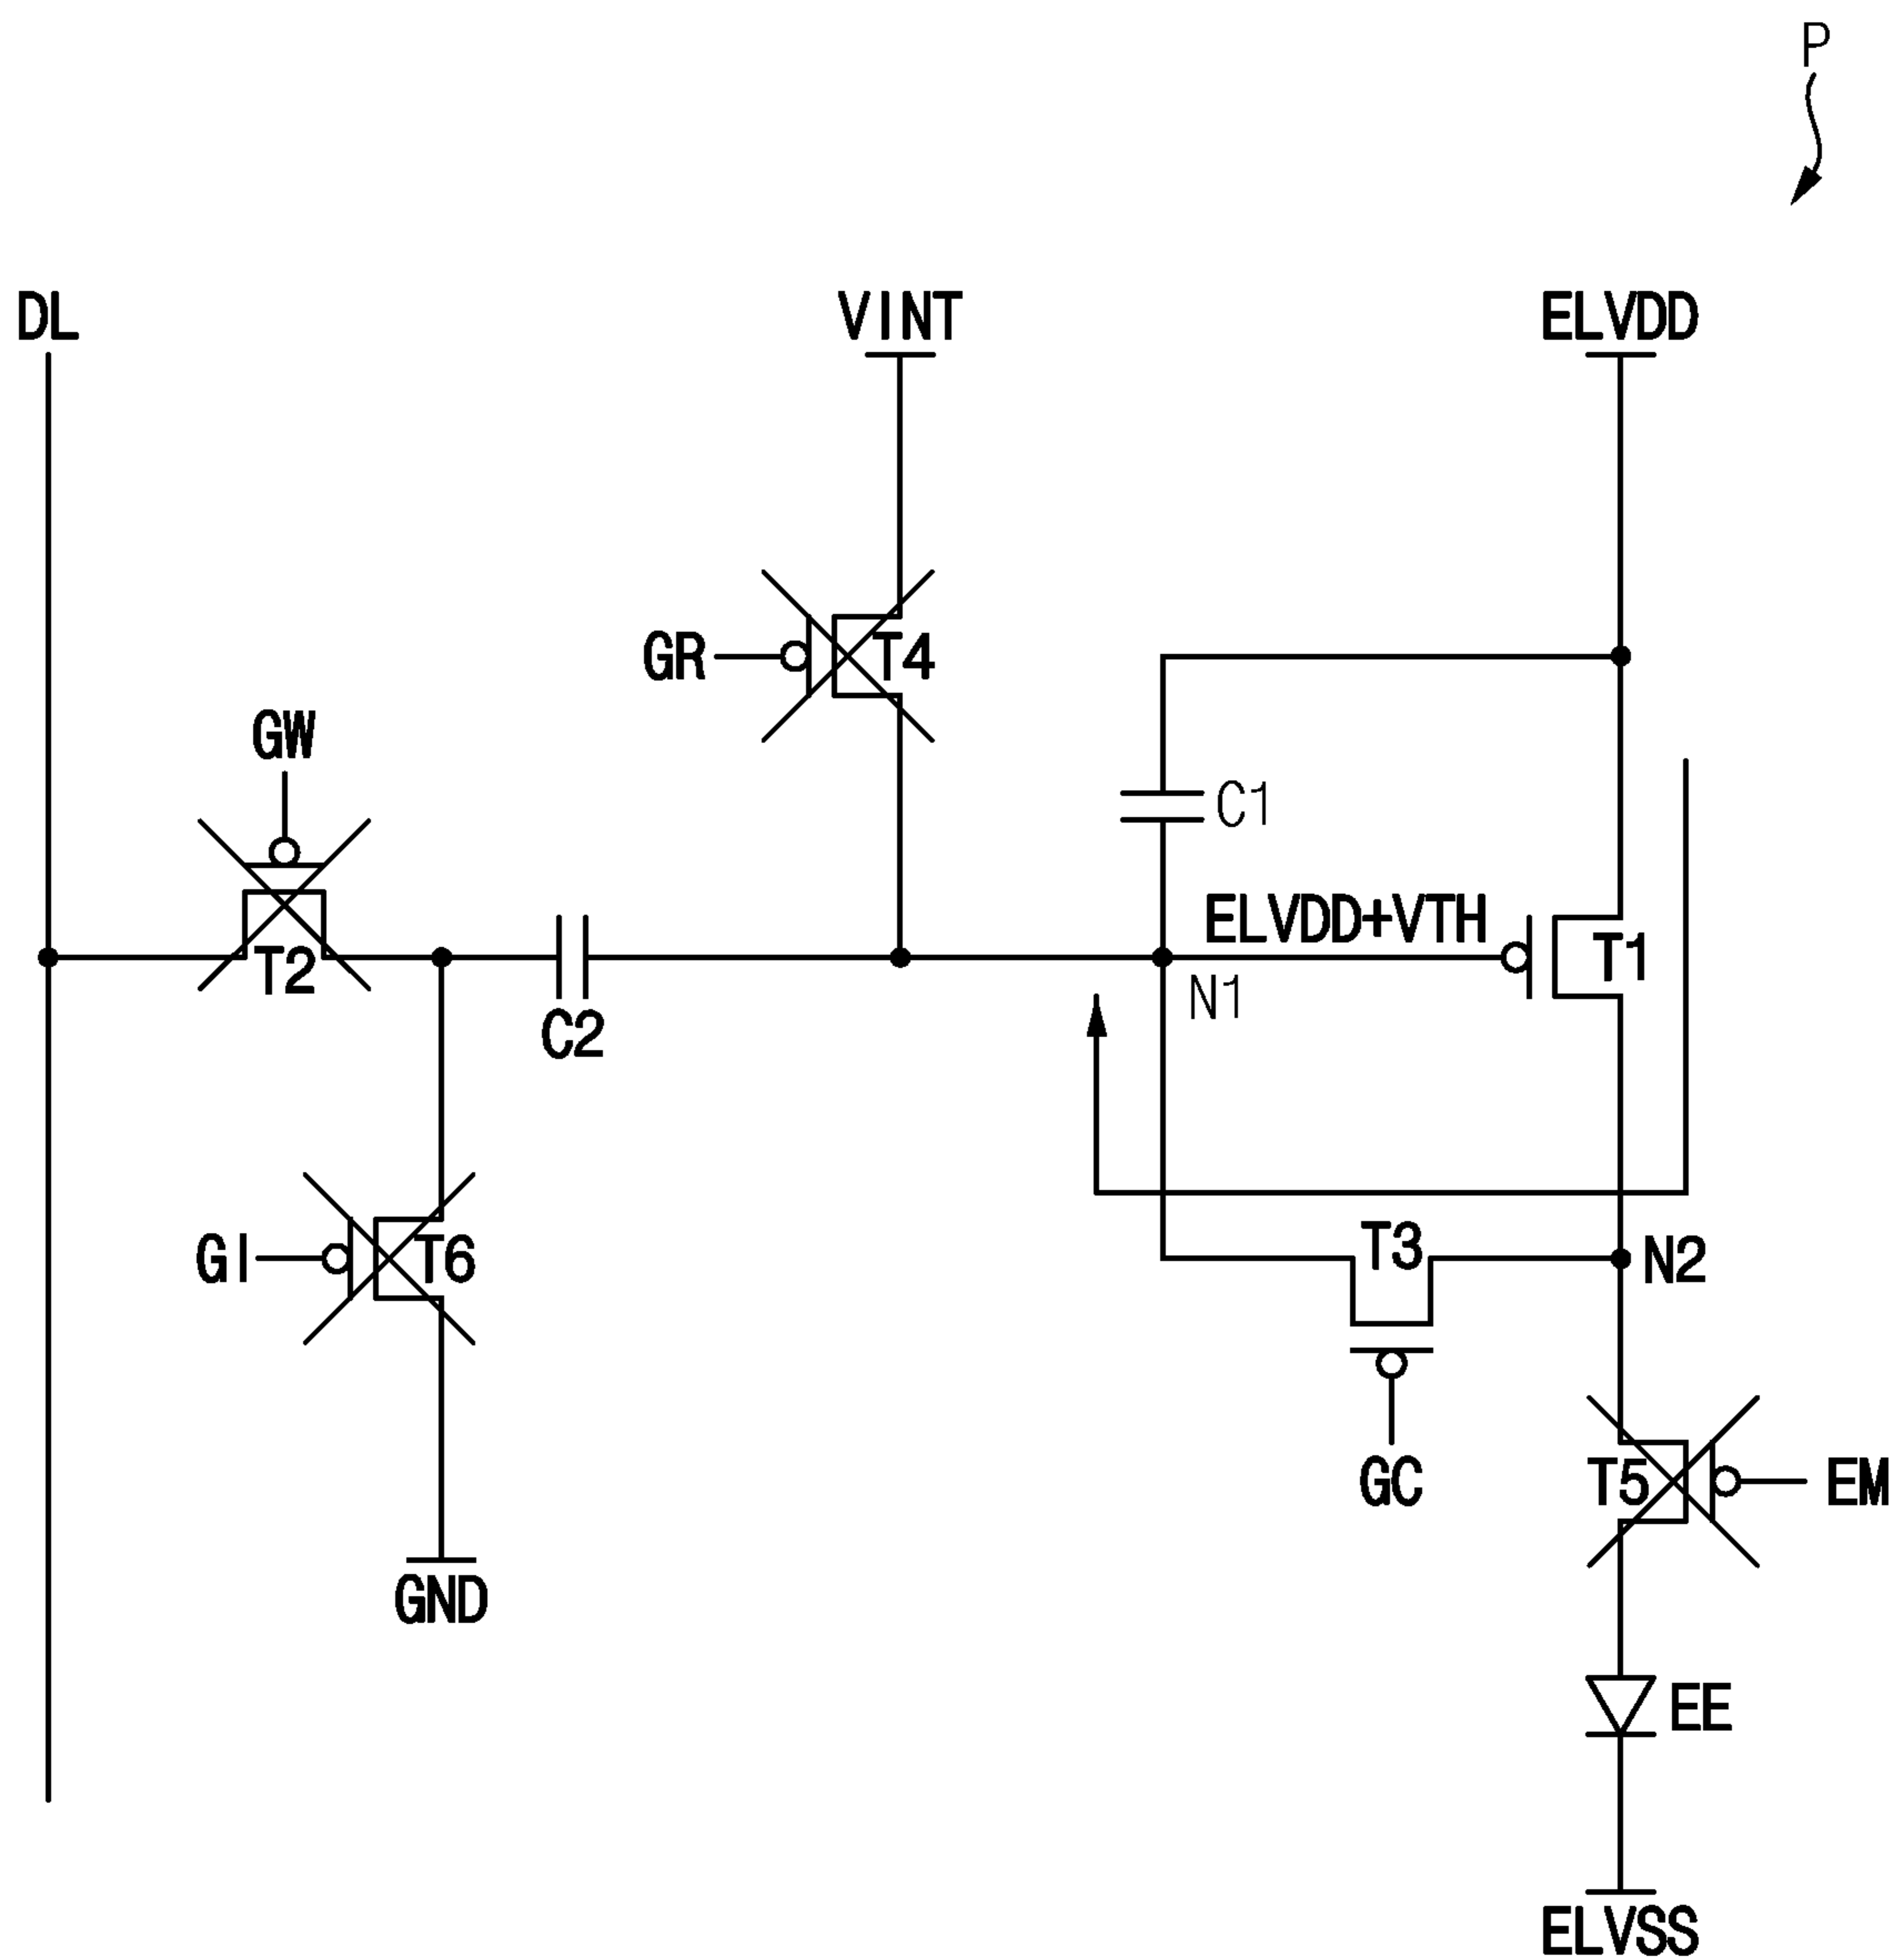 P
DL
VINT
ELVDD
GR
T4
GW
C1
ELVDD+VTH
T1
T2
N1
C2
T3
N2
GI
T6
GC
T5
EM
GND
EE
ELVSS